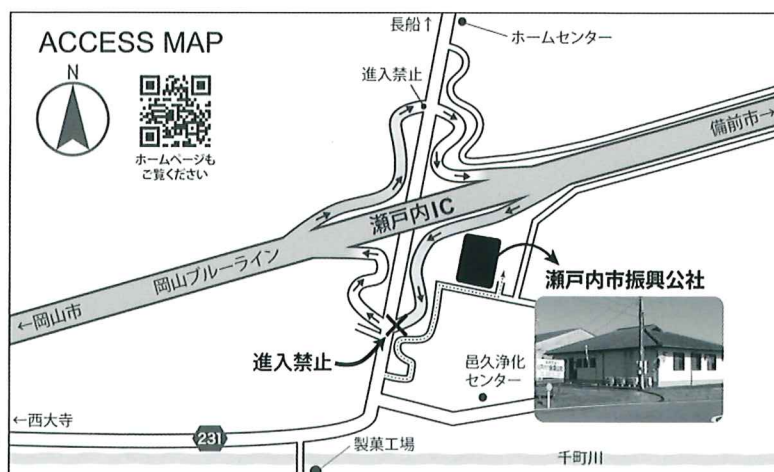 ACCESS MAP
N
ホームページも
ご覧ください
長船↑
ホームセンター
進入禁止
備前市→
瀬戸内IC
岡山ブルーライン
←岡山市
瀬戸内市振興公社
進入禁止
邑久浄化
センター
←西大寺
231
製菓工場
千町川